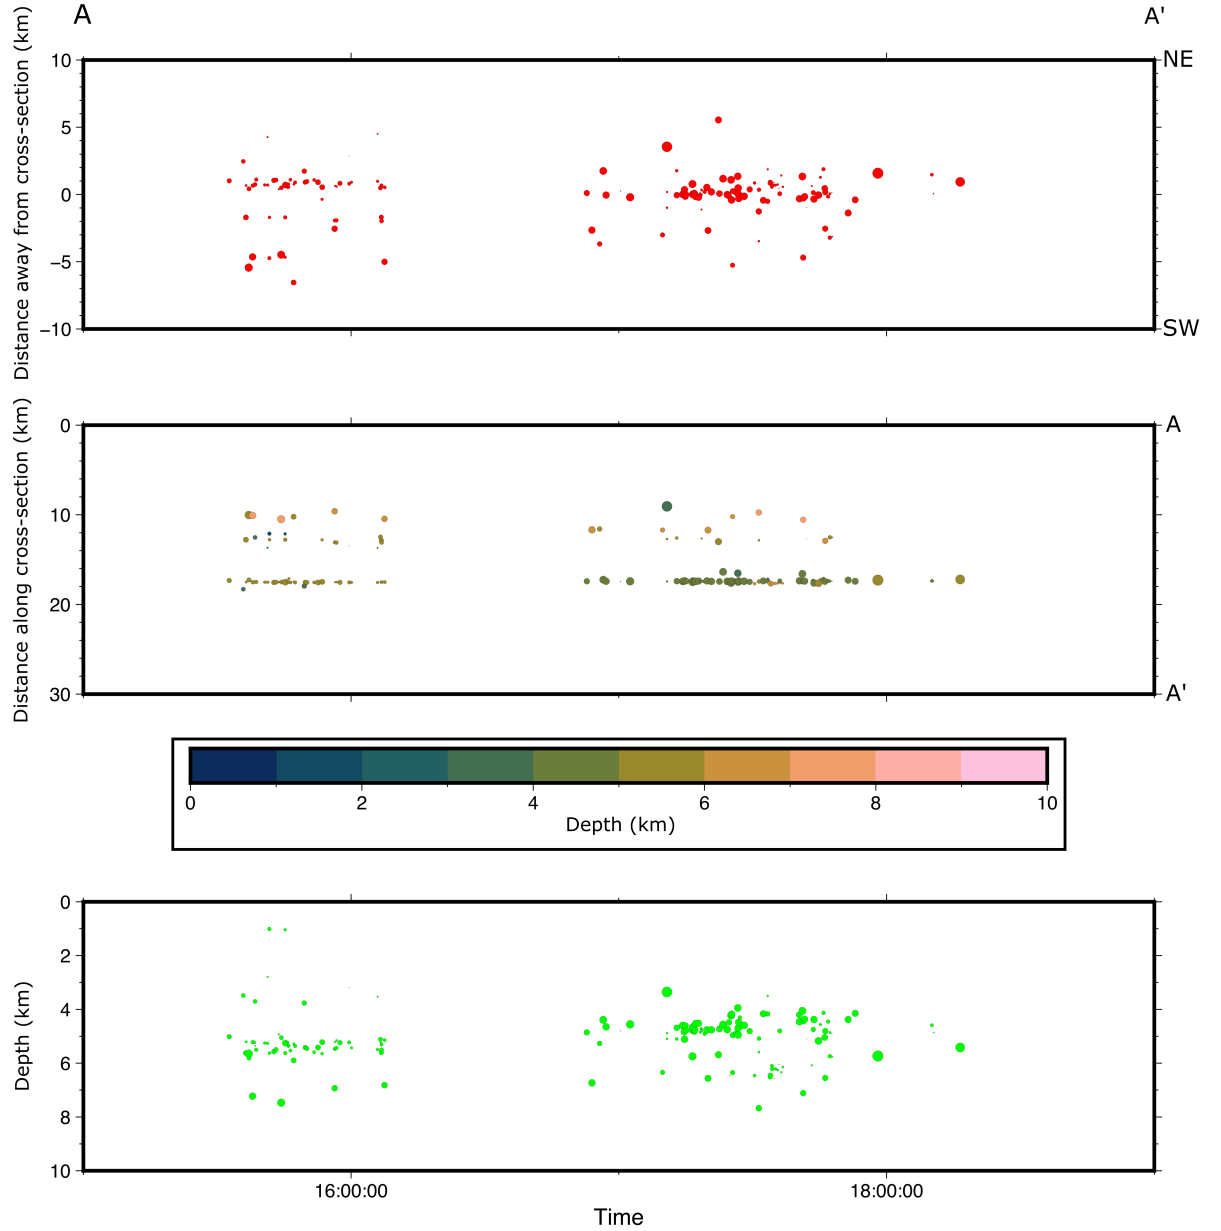 A A'
Distance away from cross-section (km)
10
5
0
−5
−10
NE
SW
Distance along cross-section (km)
0
10
20
30
A
A'
0 2 4 6 8 10
Depth (km)
Depth (km)
0
2
4
6
8
10
16:00:00 18:00:00
Time